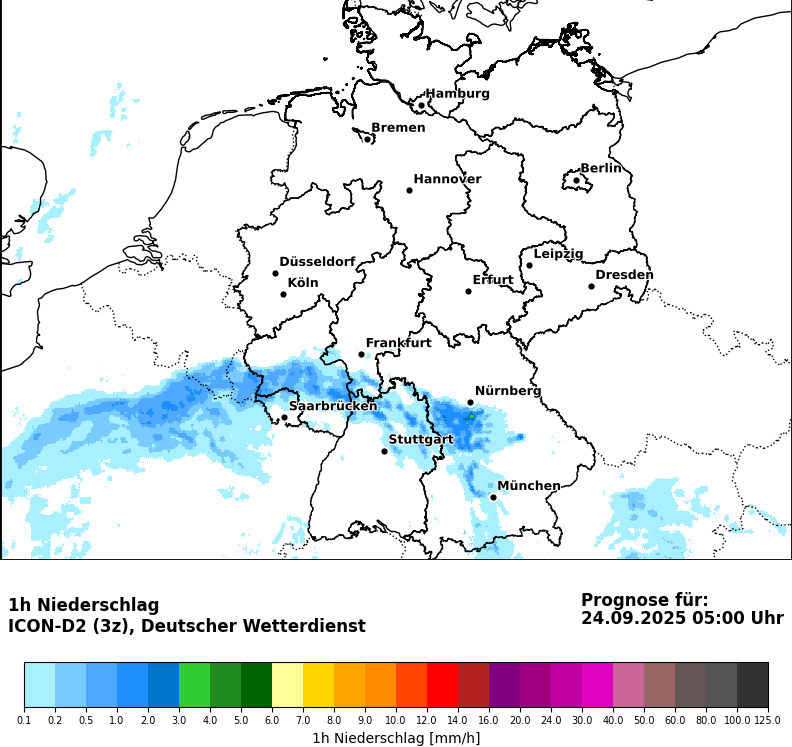 Hamburg
Bremen
Berlin
Hannover
Düsseldorf
Leipzig
Köln
Erfurt
Dresden
Frankfurt
Nürnberg
Saarbrücken
Stuttgart
München
1h Niederschlag
ICON-D2 (3z), Deutscher Wetterdienst
Prognose für:
24.09.2025 05:00 Uhr
0.1 0.2 0.5 1.0 2.0 3.0 4.0 5.0 6.0 7.0 8.0 9.0 10.0 12.0 14.0 16.0 20.0 24.0 30.0 40.0 50.0 60.0 80.0 100.0 125.0
1h Niederschlag [mm/h]